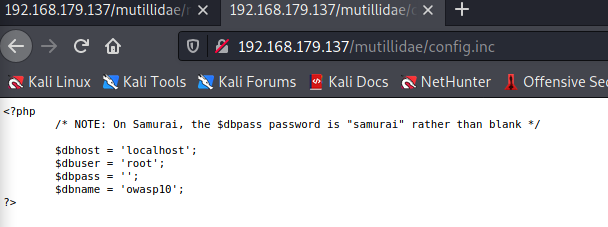 192.168.179.137/mutillidae/
192.168.179.137/mutillidae/
192.168.179.137/mutillidae/config.inc
Kali Linux
Kali Tools
Kali Forums
Kali Docs
NetHunter
Offensive Sec
<?php
/* NOTE: On Samurai, the $dbpass password is "samurai" rather than blank */
$dbhost = 'localhost';
$dbuser = 'root';
$dbpass = '';
$dbname = 'owasp10';
?>